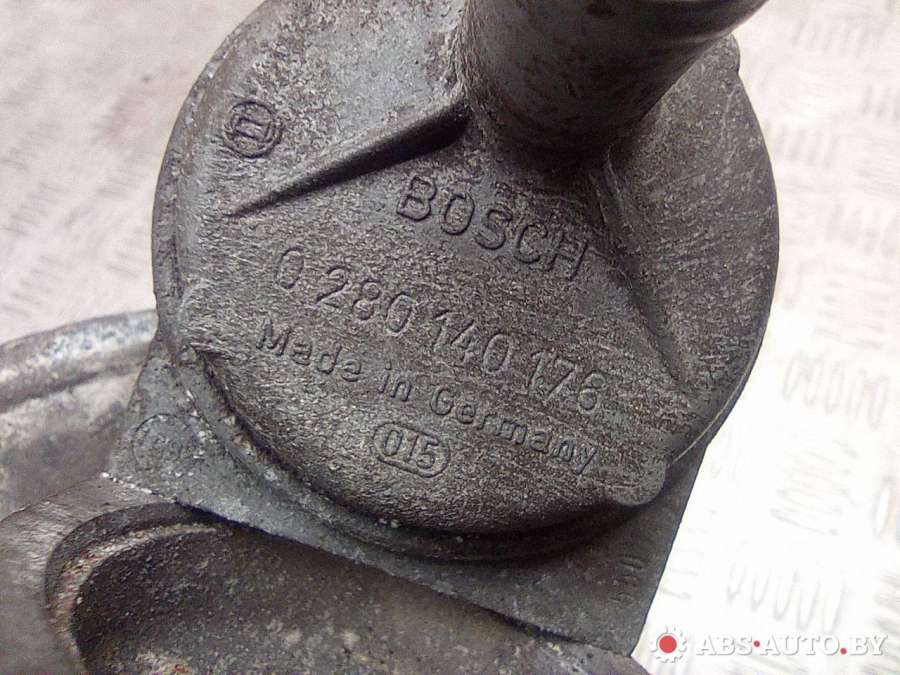 BOSCH
0 280 140 176
Made in Germany
015
ABS-AUTO.BY